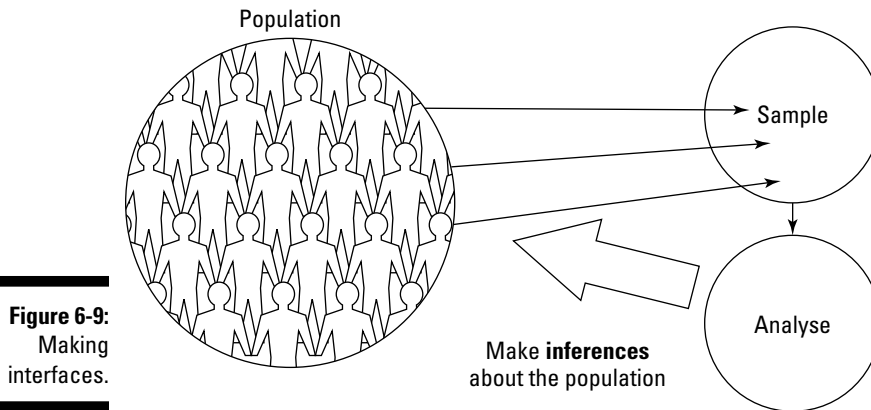 Population
Sample
Analyse
Make inferences
about the population
Figure 6-9:
Making
interfaces.